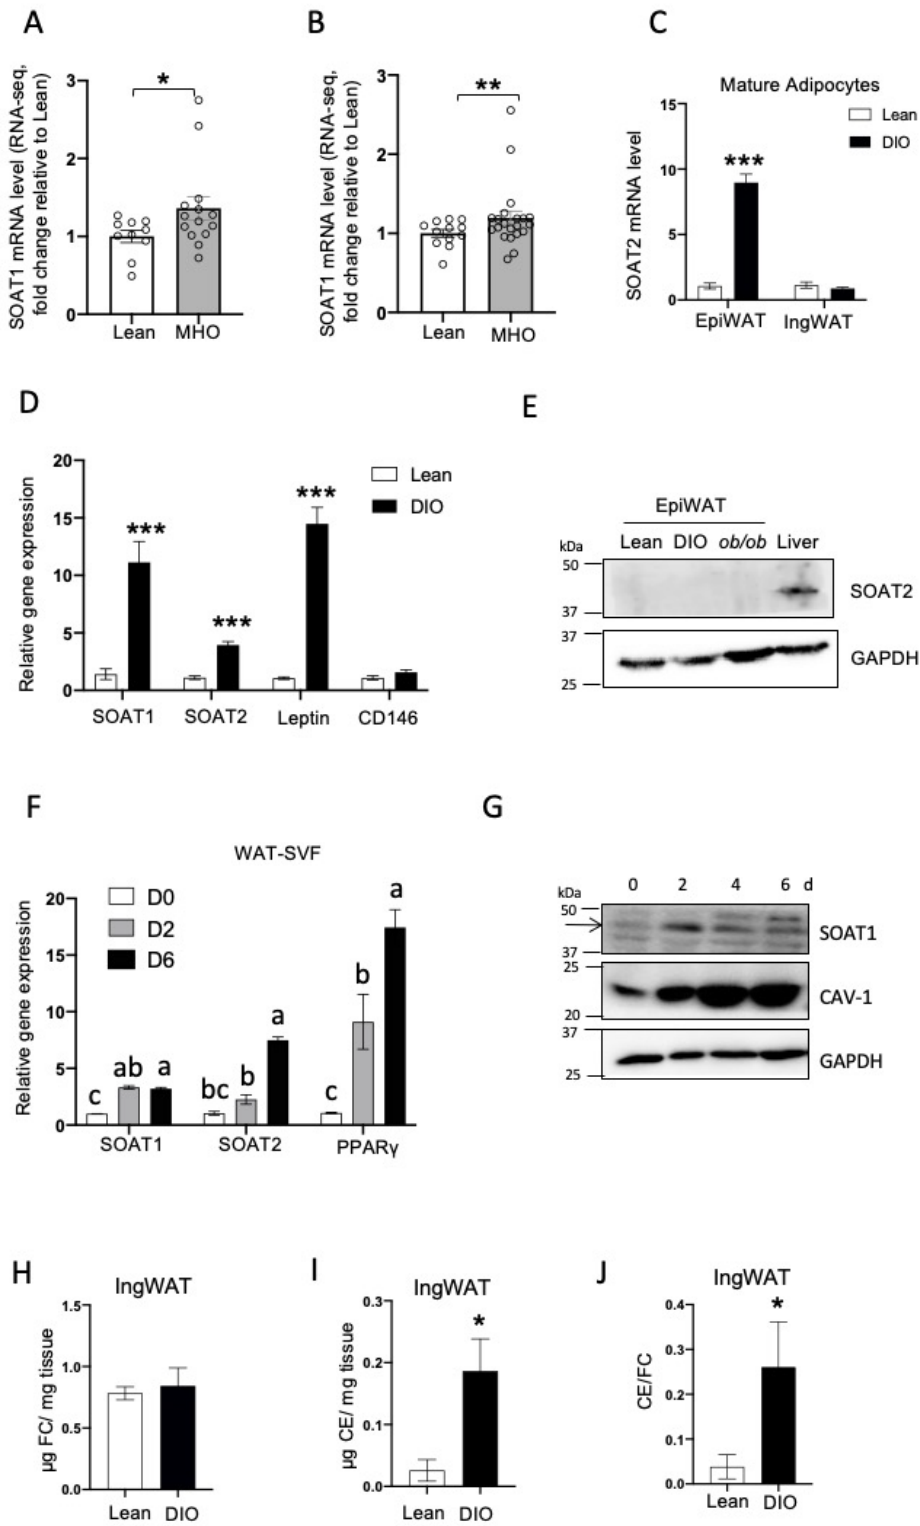 A
SOAT1 mRNA level (RNA-seq,
fold change relative to Lean)
3
2
1
0
*
Lean
MHO
B
SOAT1 mRNA level (RNA-seq,
fold change relative to Lean)
3
2
1
0
**
Lean
MHO
C
Mature Adipocytes
SOAT2 mRNA level
15
10
5
0
***
Lean
DIO
EpiWAT
IngWAT
D
Relative gene expression
20
15
10
5
0
***
***
***
Lean
DIO
SOAT1
SOAT2
Leptin
CD146
E
EpiWAT
kDa
Lean DIO ob/ob Liver
50
37
SOAT2
37
25
GAPDH
F
WAT-SVF
Relative gene expression
20
15
10
5
0
D0
D2
D6
c ab a
bc b a
c b a
SOAT1
SOAT2
PPARγ
G
kDa
0 2 4 6 d
50
37
SOAT1
25
20
CAV-1
37
25
GAPDH
H
IngWAT
µg FC/ mg tissue
1.5
1.0
0.5
0.0
Lean DIO
I
IngWAT
µg CE/ mg tissue
0.3
0.2
0.1
0.0
*
Lean DIO
J
IngWAT
CE/FC
0.4
0.3
0.2
0.1
0.0
*
Lean DIO